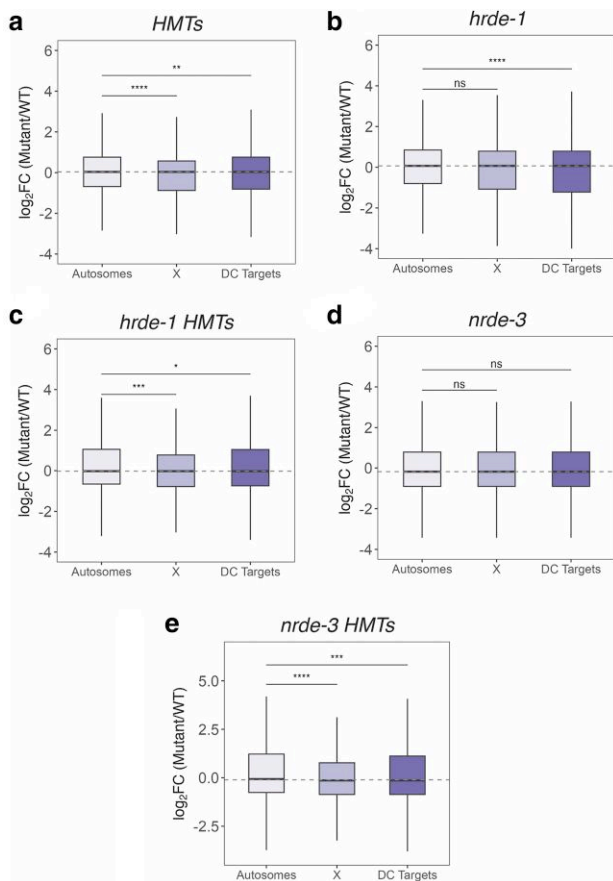 a
HMTs
6
4
2
0
-2
-4
log2FC (Mutant/WT)
**
****
Autosomes
X
DC Targets
b
hrde-1
6
4
2
0
-2
-4
log2FC (Mutant/WT)
****
ns
Autosomes
X
DC Targets
c
hrde-1 HMTs
6
4
2
0
-2
-4
log2FC (Mutant/WT)
*
***
Autosomes
X
DC Targets
d
nrde-3
6
4
2
0
-2
-4
log2FC (Mutant/WT)
ns
ns
Autosomes
X
DC Targets
e
nrde-3 HMTs
5.0
2.5
0.0
-2.5
log2FC (Mutant/WT)
***
****
Autosomes
X
DC Targets